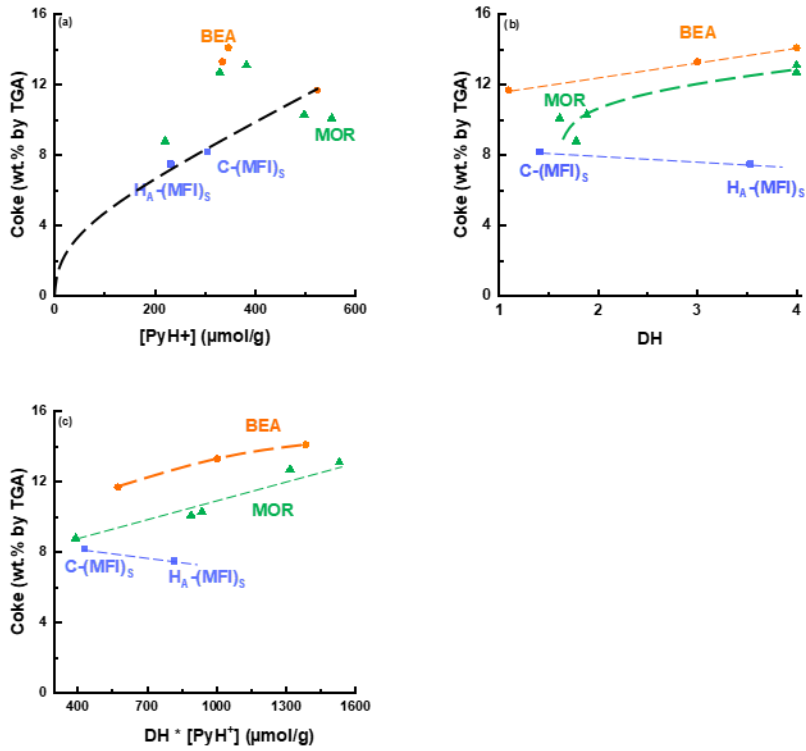 (a)
BEA
MOR
C-(MFI)S
HA-(MFI)S
Coke (wt.% by TGA)
16
12
8
4
0
0
200
400
600
[PyH+] (μmol/g)
(b)
BEA
MOR
C-(MFI)S
HA-(MFI)S
Coke (wt.% by TGA)
16
12
8
4
0
1
2
3
4
DH
(c)
BEA
MOR
C-(MFI)S
HA-(MFI)S
Coke (wt.% by TGA)
16
12
8
4
0
400
700
1000
1300
1600
DH * [PyH+] (μmol/g)